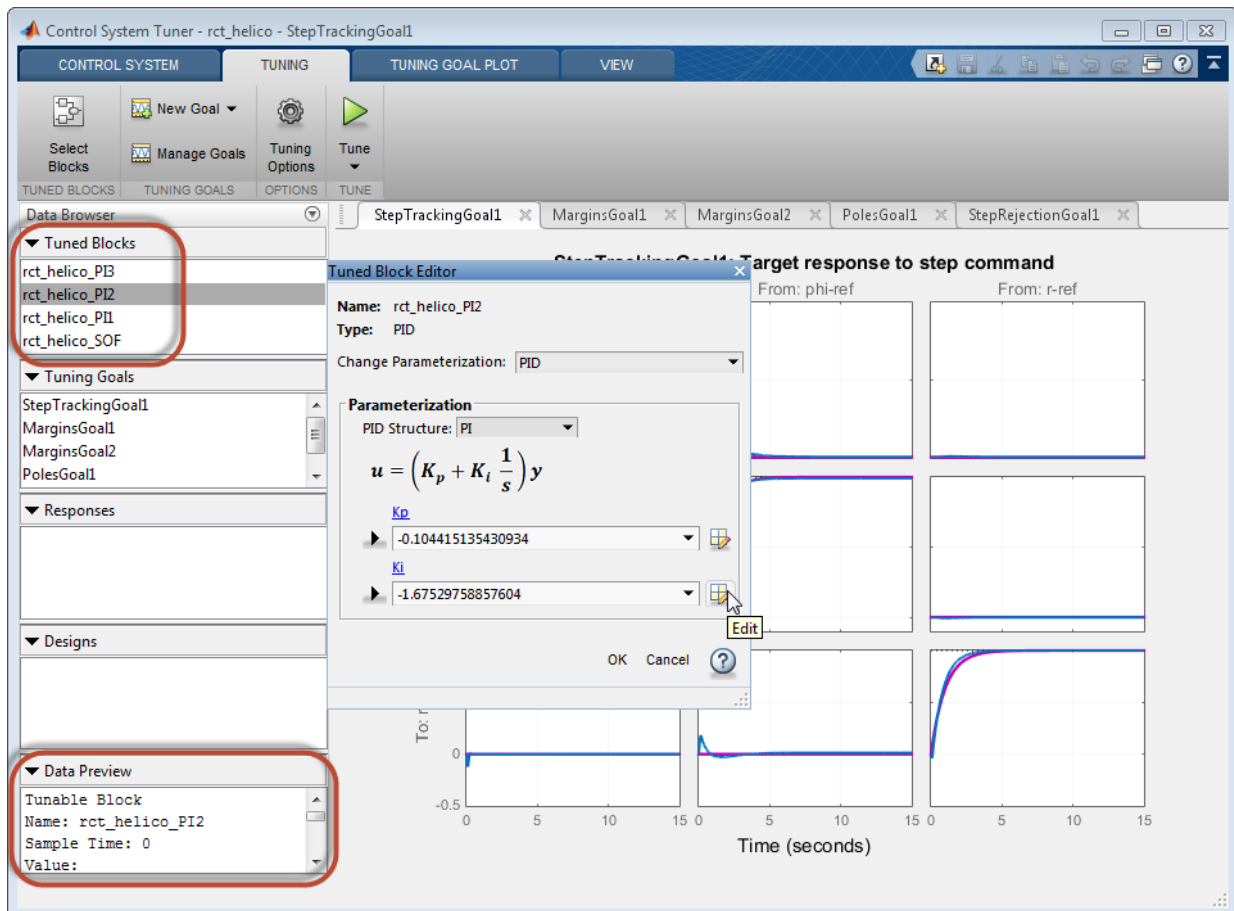 Control System Tuner - rct_helico - StepTrackingGoal1
CONTROL SYSTEM TUNING TUNING GOAL PLOT VIEW
Select Blocks
New Goal
Manage Goals
Tuning Options
Tune
TUNED BLOCKS TUNING GOALS OPTIONS TUNE
Data Browser
StepTrackingGoal1 MarginsGoal1 MarginsGoal2 PolesGoal1 StepRejectionGoal1
Tuned Blocks
rct_helico_PI3
rct_helico_PI2
rct_helico_PI1
rct_helico_SOF
Tuning Goals
StepTrackingGoal1
MarginsGoal1
MarginsGoal2
PolesGoal1
Responses
Designs
Data Preview
Tunable Block
Name: rct_helico_PI2
Sample Time: 0
Value:
StepTrackingGoal1: Target response to step command
From: phi-ref From: r-ref
Tuned Block Editor
Name: rct_helico_PI2
Type: PID
Change Parameterization: PID
Parameterization
PID Structure: PI
u = (K_p + K_i 1/s) y
Kp
-0.104415135430934
Ki
-1.67529758857604
Edit
OK Cancel ?
To: r
0
-0.5
0 5 10 15 0 5 10 15 0 5 10 15
Time (seconds)